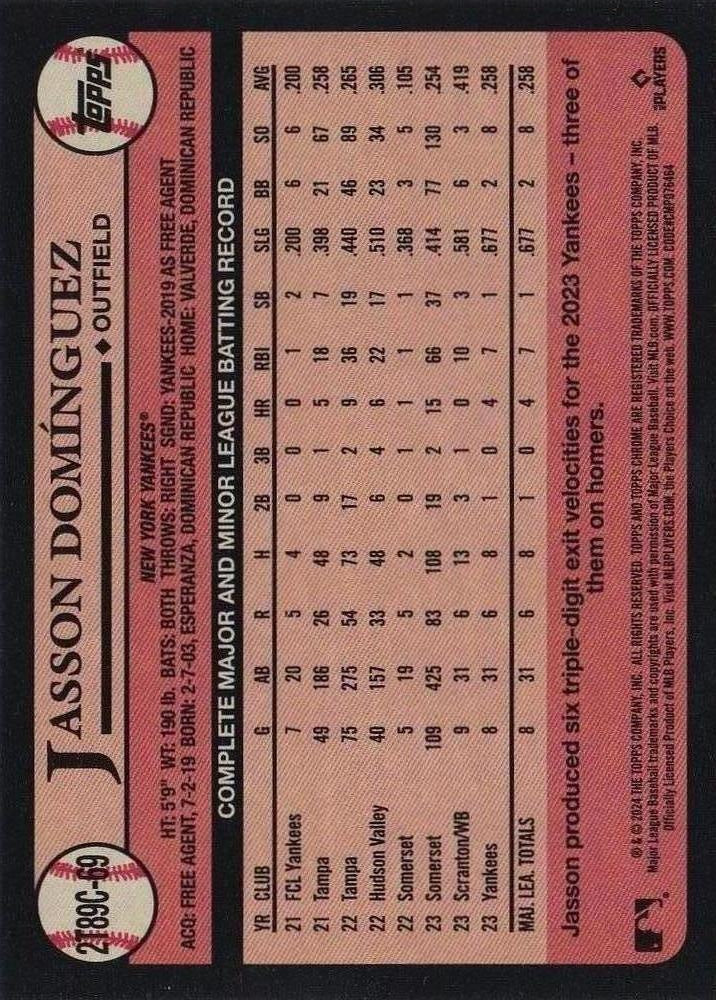 2T89C-69
JASSON DOMÍNGUEZ
◆ OUTFIELD
topps
NEW YORK YANKEES®
HT: 5'9" WT: 190 lb. BATS: BOTH THROWS: RIGHT SGND: YANKEES-2019 AS FREE AGENT
ACQ: FREE AGENT, 7-2-19 BORN: 2-7-03, ESPERANZA, DOMINICAN REPUBLIC HOME: VALVERDE, DOMINICAN REPUBLIC
COMPLETE MAJOR AND MINOR LEAGUE BATTING RECORD
YR CLUB G AB R H 2B 3B HR RBI SB SLG BB SO AVG
21 FCL Yankees 7 20 5 4 0 0 0 1 2 .200 6 6 .200
21 Tampa 49 186 26 48 9 1 5 18 7 .398 21 67 .258
22 Tampa 75 275 54 73 17 2 9 36 19 .440 46 89 .265
22 Hudson Valley 40 157 33 48 6 4 6 22 17 .510 23 34 .306
22 Somerset 5 19 5 2 0 1 1 1 1 .368 3 5 .105
23 Somerset 109 425 83 108 19 2 15 66 37 .414 77 130 .254
23 Scranton/WB 9 31 6 13 3 1 0 10 3 .581 6 3 .419
23 Yankees 8 31 6 8 1 0 4 7 1 .677 2 8 .258
MAJ. LEA. TOTALS 8 31 6 8 1 0 4 7 1 .677 2 8 .258
Jasson produced six triple-digit exit velocities for the 2023 Yankees – three of
them on homers.
® & © 2024 THE TOPPS COMPANY, INC. ALL RIGHTS RESERVED. TOPPS AND TOPPS CHROME ARE REGISTERED TRADEMARKS OF THE TOPPS COMPANY, INC.
Major League Baseball trademarks and copyrights are used with permission of Major League Baseball. Visit MLB.com. OFFICIALLY LICENSED PRODUCT OF MLB
Officially Licensed Product of MLB Players, Inc. Visit MLBPLAYERS.COM, the Players Choice on the web. WWW.TOPPS.COM CODE#CMP076464
MLBPLAYERS